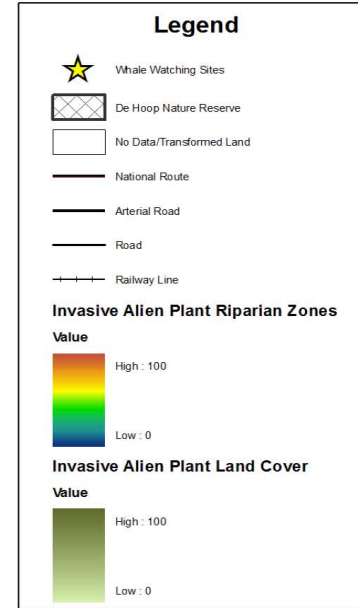 Legend
Whale Watching Sites
De Hoop Nature Reserve
No Data/Transformed Land
National Route
Arterial Road
Road
Railway Line
Invasive Alien Plant Riparian Zones
Value
High : 100
Low : 0
Invasive Alien Plant Land Cover
Value
High : 100
Low : 0